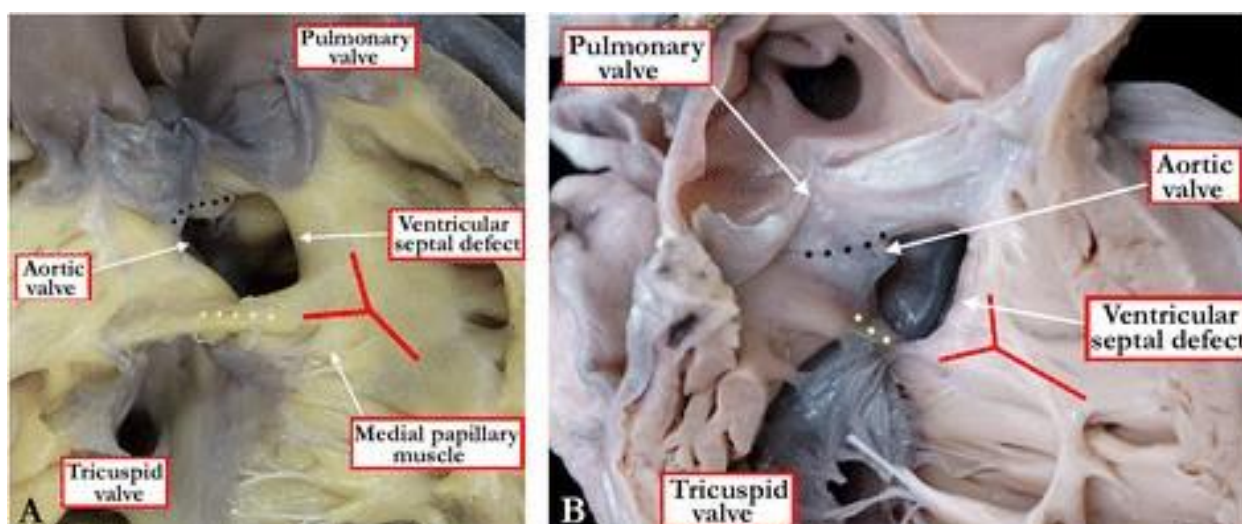 Pulmonary
valve
Aortic
valve
Ventricular
septal defect
Medial papillary
muscle
Tricuspid
valve
A
B
Pulmonary
valve
Aortic
valve
Ventricular
septal defect
Tricuspid
valve